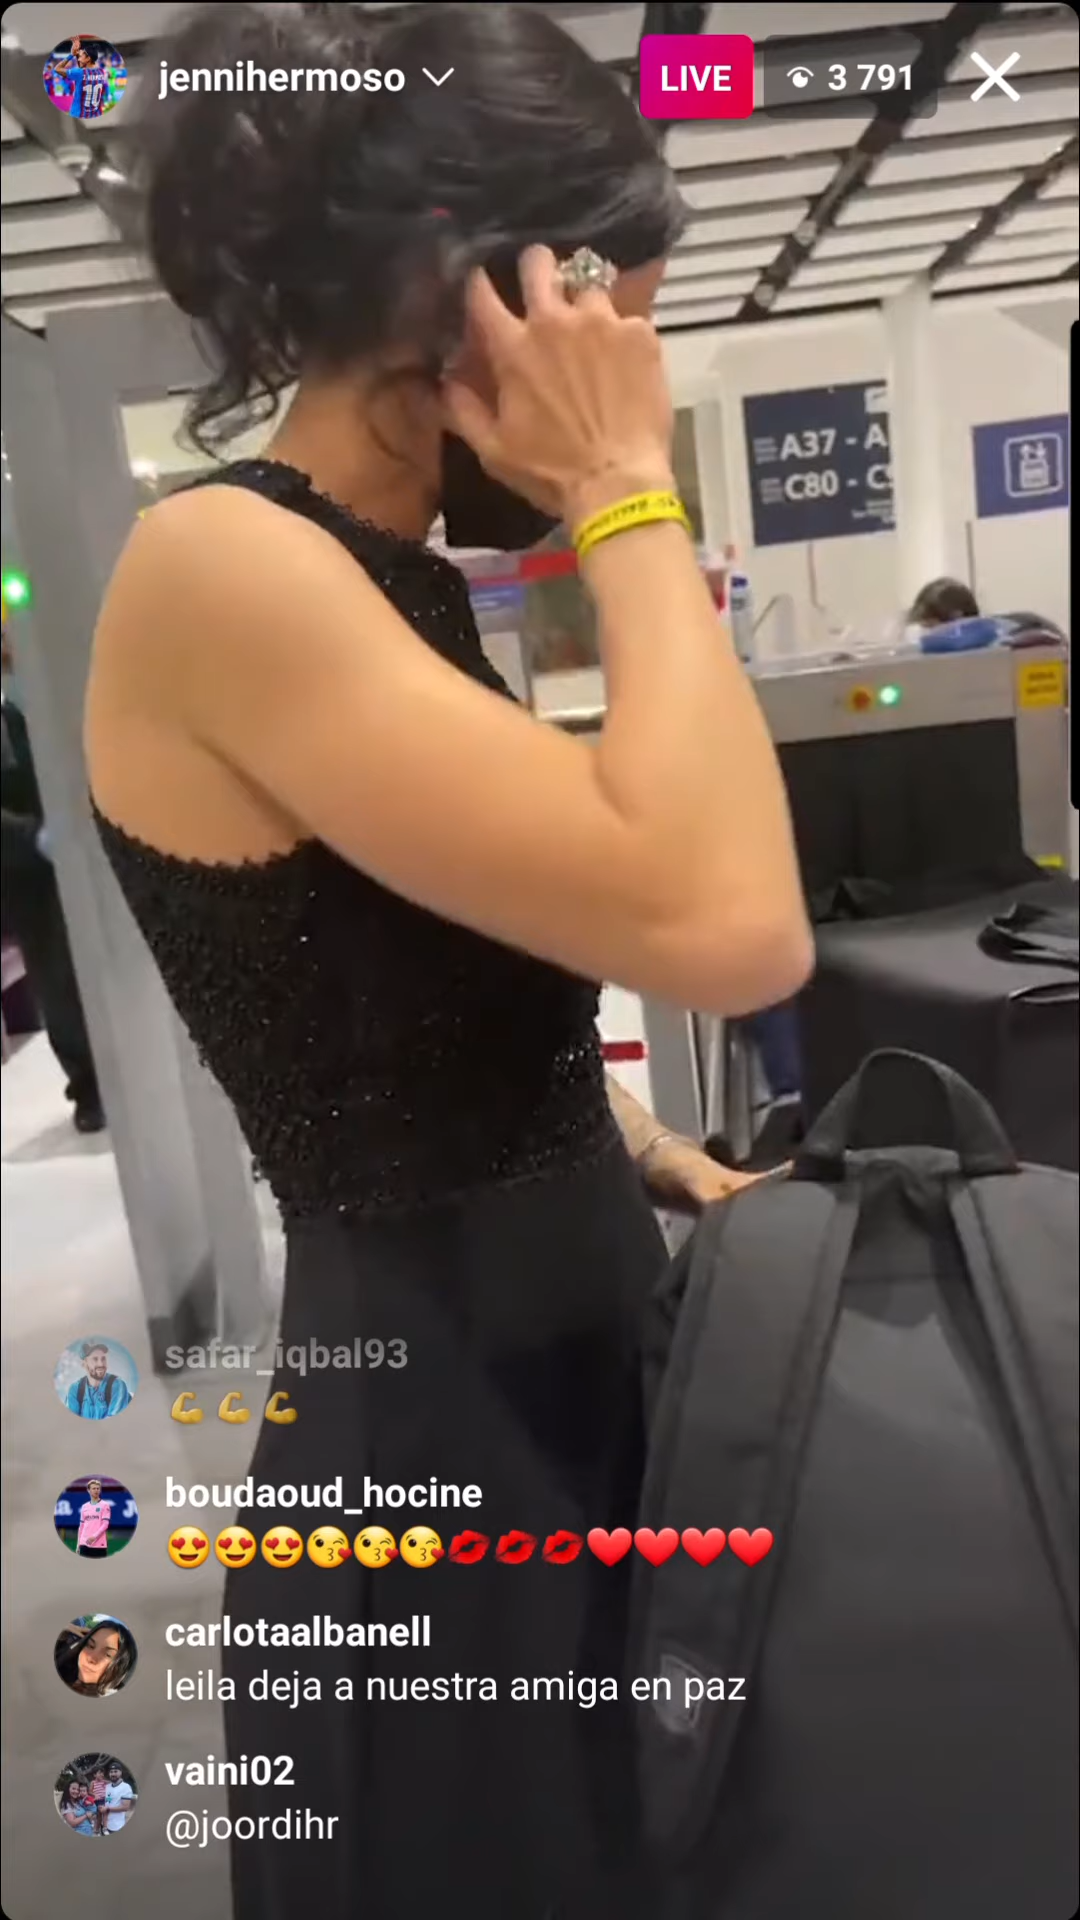 jennihermoso
LIVE
3 791
A37 - A
C80 - C
safar_iqbal93
💪💪💪
boudaoud_hocine
😍😍😍😘😘😘💋💋💋❤️❤️❤️❤️
carlotaalbanell
leila deja a nuestra amiga en paz
vaini02
@joordihr